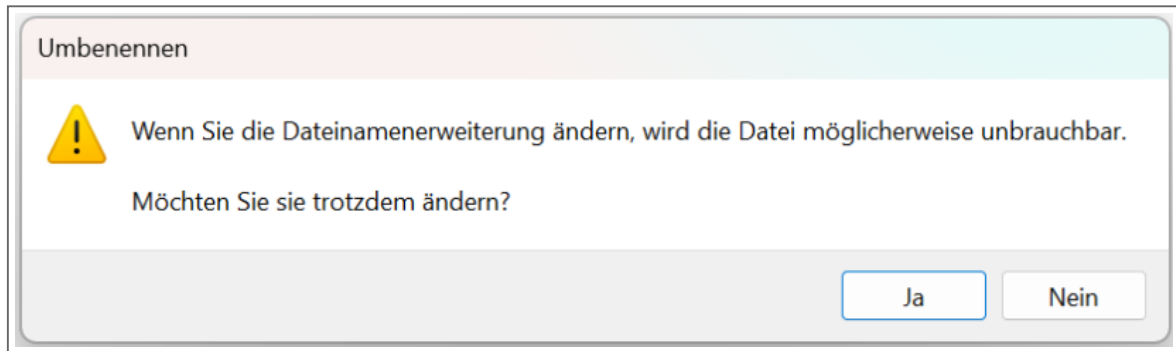 Umbenennen
Wenn Sie die Dateinamenerweiterung ändern, wird die Datei möglicherweise unbrauchbar.
Möchten Sie sie trotzdem ändern?
Ja
Nein